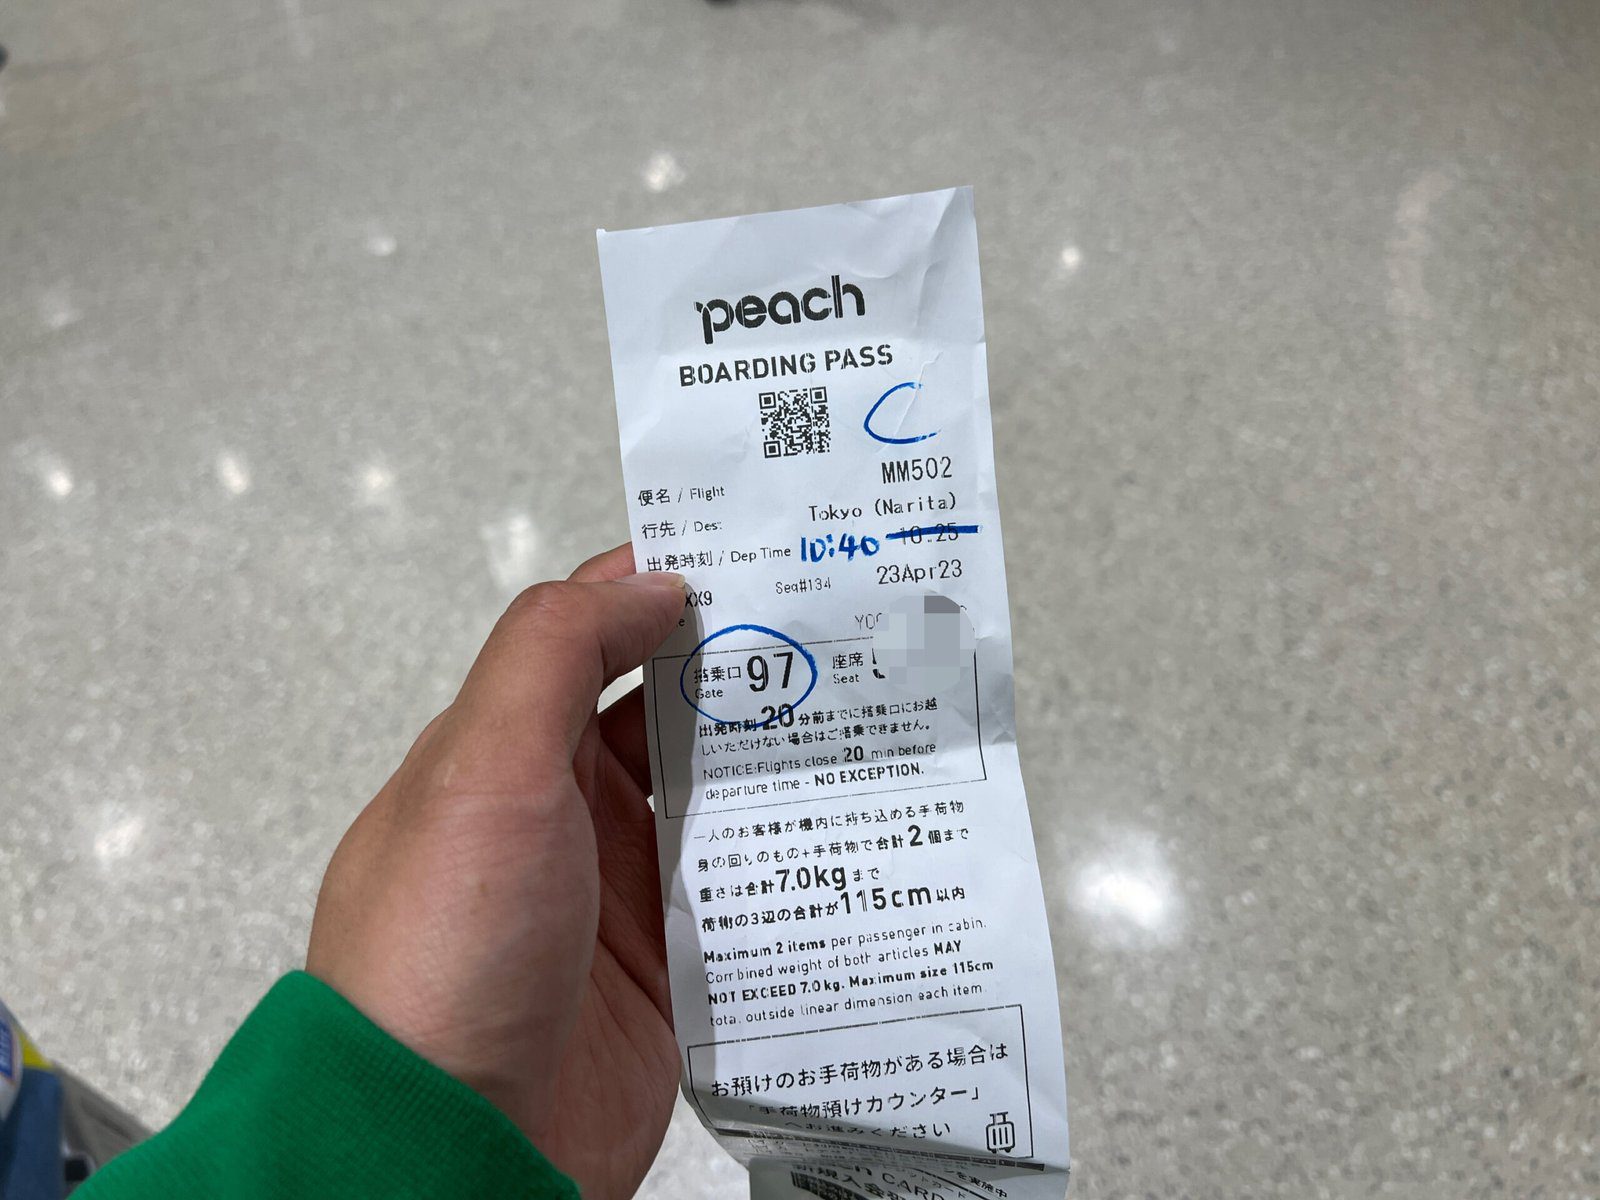 peach
BOARDING PASS
C
便名 / Flight MM502
行先 / Dest Tokyo (Narita)
出発時刻 / Dep Time 10:40 10:25
Seq#134 23Apr23
XX9
搭乗口 97 座席
Gate Seat
出発時刻20分前までに搭乗口にお越
しいただけない場合はご搭乗できません。
NOTICE:Flights close 20 min before
departure time - NO EXCEPTION.
一人のお客様が機内に持ち込める手荷物
身の回りのもの+手荷物で合計2個まで
重さは合計7.0kgまで
荷物の3辺の合計が115cm以内
Maximum 2 items per passenger in cabin.
Combined weight of both articles MAY
NOT EXCEED 7.0kg. Maximum size 115cm
total outside linear dimension each item.
お預けのお手荷物がある場合は
「手荷物預けカウンター」
へお進みください